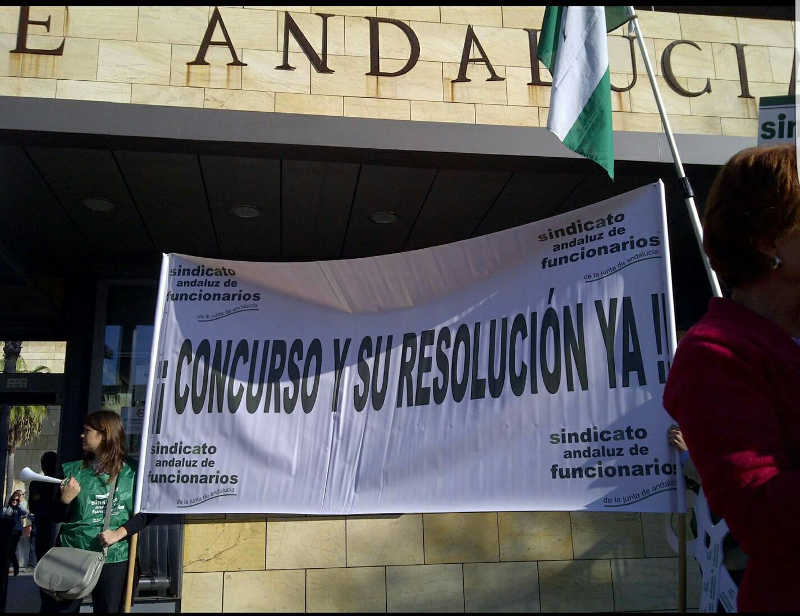 E ANDALUCIA
sin
sindicato
andaluz de
funcionarios
de la junta de andalucía
sindicato
andaluz de
funcionarios
de la junta de andalucía
¡¡ CONCURSO Y SU RESOLUCIÓN YA !!
sindicato
andaluz de
funcionarios
de la junta de andalucía
sindicato
andaluz de
funcionarios
de la junta de andalucía